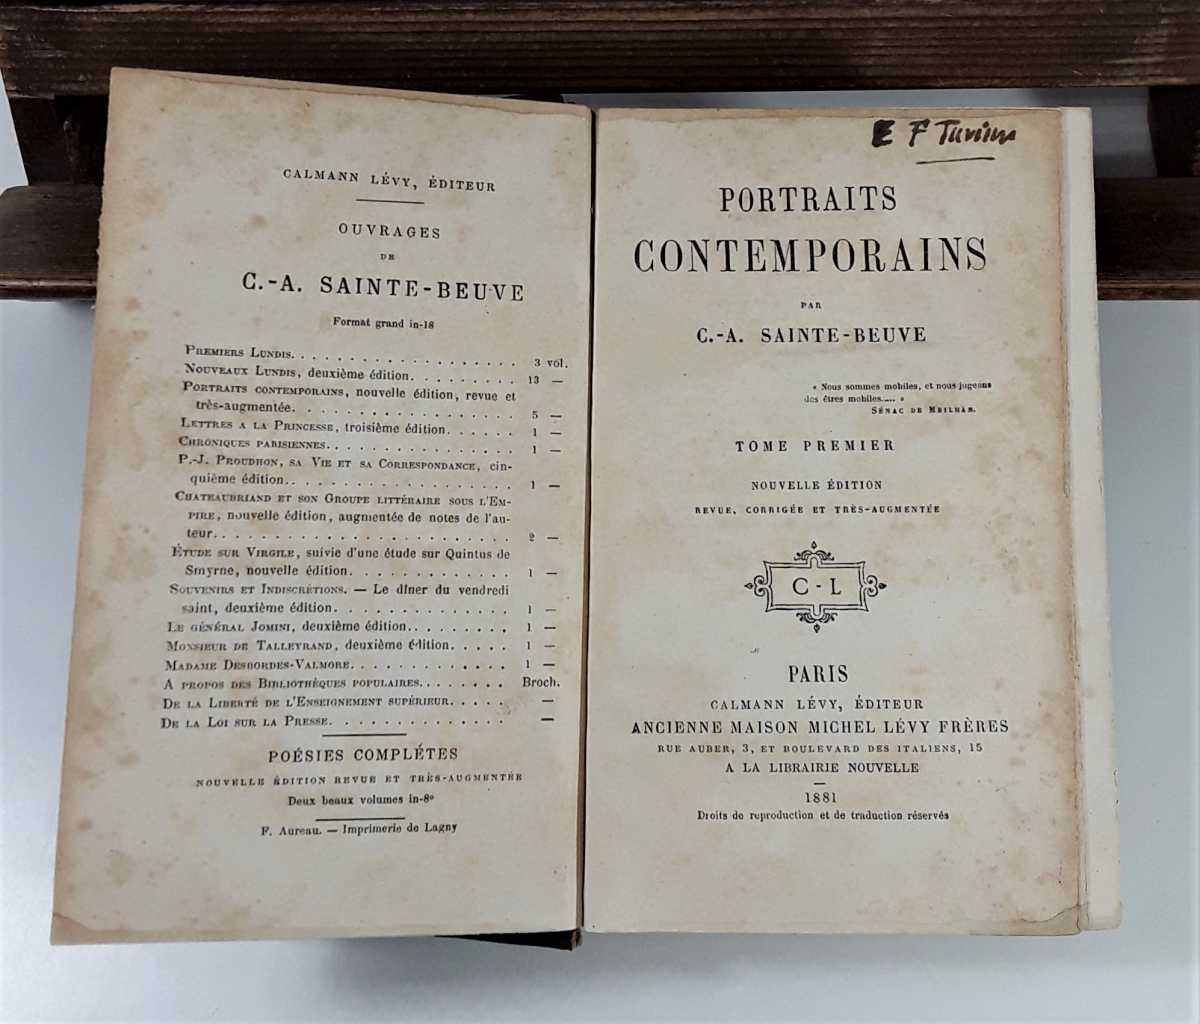 CALMANN LÉVY, ÉDITEUR
OUVRAGES
DE
C.-A. SAINTE-BEUVE
Format grand in-18
PREMIERS LUNDIS. . . . . . . . . . . . . . . . . . . 3 vol.
NOUVEAUX LUNDIS, deuxième édition. . . . . . . . . 13 —
PORTRAITS CONTEMPORAINS, nouvelle édition, revue et
très-augmentée. . . . . . . . . . . . . . . . . . 5 —
LETTRES A LA PRINCESSE, troisième édition. . . . . . 1 —
CHRONIQUES PARISIENNES. . . . . . . . . . . . . . . 1 —
P.-J. PROUDHON, SA VIE ET SA CORRESPONDANCE, cin-
quième édition. . . . . . . . . . . . . . . . . . 1 —
CHATEAUBRIAND ET SON GROUPE LITTÉRAIRE SOUS L'EM-
PIRE, nouvelle édition, augmentée de notes de l'au-
teur. . . . . . . . . . . . . . . . . . . . . . . 2 —
ÉTUDE SUR VIRGILE, suivie d'une étude sur Quintus de
Smyrne, nouvelle édition. . . . . . . . . . . . . 1 —
SOUVENIRS ET INDISCRÉTIONS. — Le dîner du vendredi
saint, deuxième édition. . . . . . . . . . . . . . 1 —
LE GÉNÉRAL JOMINI, deuxième édition. . . . . . . . . 1 —
MONSIEUR DE TALLEYRAND, deuxième édition. . . . . . 1 —
MADAME DESBORDES-VALMORE. . . . . . . . . . . . . 1 —
A PROPOS DES BIBLIOTHÈQUES POPULAIRES. . . . . . . . Broch.
DE LA LIBERTÉ DE L'ENSEIGNEMENT SUPÉRIEUR. . . . . —
DE LA LOI SUR LA PRESSE. . . . . . . . . . . . . . —
POÉSIES COMPLÉTES
NOUVELLE ÉDITION REVUE ET TRÈS-AUGMENTÉE
Deux beaux volumes in-8º
F. Aureau. — Imprimerie de Lagny
E F
PORTRAITS
CONTEMPORAINS
PAR
C.-A. SAINTE-BEUVE
« Nous sommes mobiles, et nous jugeons
des êtres mobiles..... »
SÉNAC DE MEILHAN.
TOME PREMIER
NOUVELLE ÉDITION
REVUE, CORRIGÉE ET TRÈS-AUGMENTÉE
C - L
PARIS
CALMANN LÉVY, ÉDITEUR
ANCIENNE MAISON MICHEL LÉVY FRÈRES
RUE AUBER, 3, ET BOULEVARD DES ITALIENS, 15
A LA LIBRAIRIE NOUVELLE
1881
Droits de reproduction et de traduction réservés